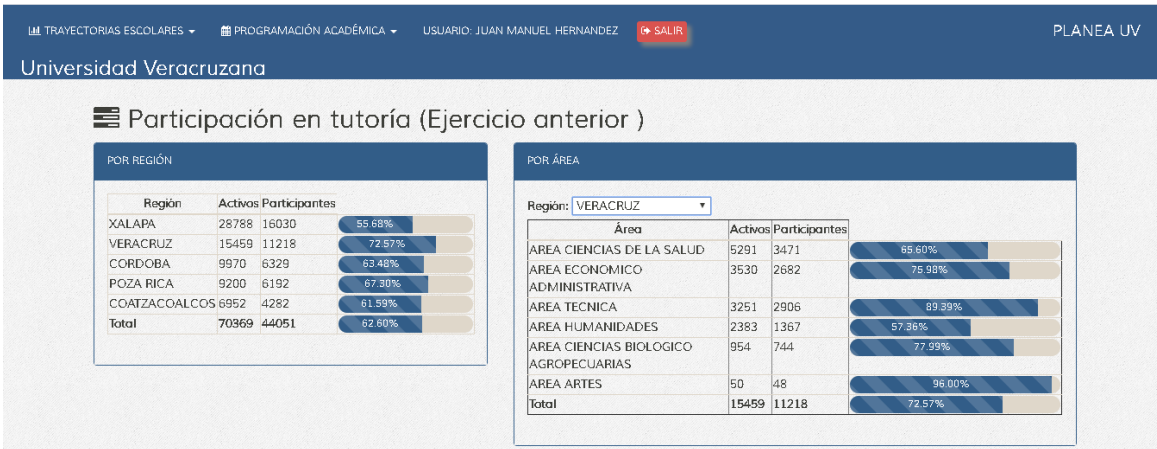 TRAYECTORIAS ESCOLARES PROGRAMACIÓN ACADÉMICA USUARIO: JUAN MANUEL HERNANDEZ SALIR PLANEA UV
Universidad Veracruzana
Participación en tutoría (Ejercicio anterior )
POR REGIÓN
Región Activos Participantes
XALAPA 28788 16030 55.68%
VERACRUZ 15459 11218 72.57%
CORDOBA 9970 6329 63.48%
POZA RICA 9200 6192 67.30%
COATZACOALCOS 6952 4282 61.59%
Total 70369 44051 62.60%
POR ÁREA
Región: VERACRUZ
Área Activos Participantes
AREA CIENCIAS DE LA SALUD 5291 3471 65.60%
AREA ECONOMICO 3530 2682 75.98%
ADMINISTRATIVA
AREA TECNICA 3251 2906 89.39%
AREA HUMANIDADES 2383 1367 57.36%
AREA CIENCIAS BIOLOGICO 954 744 77.99%
AGROPECUARIAS
AREA ARTES 50 48 96.00%
Total 15459 11218 72.57%